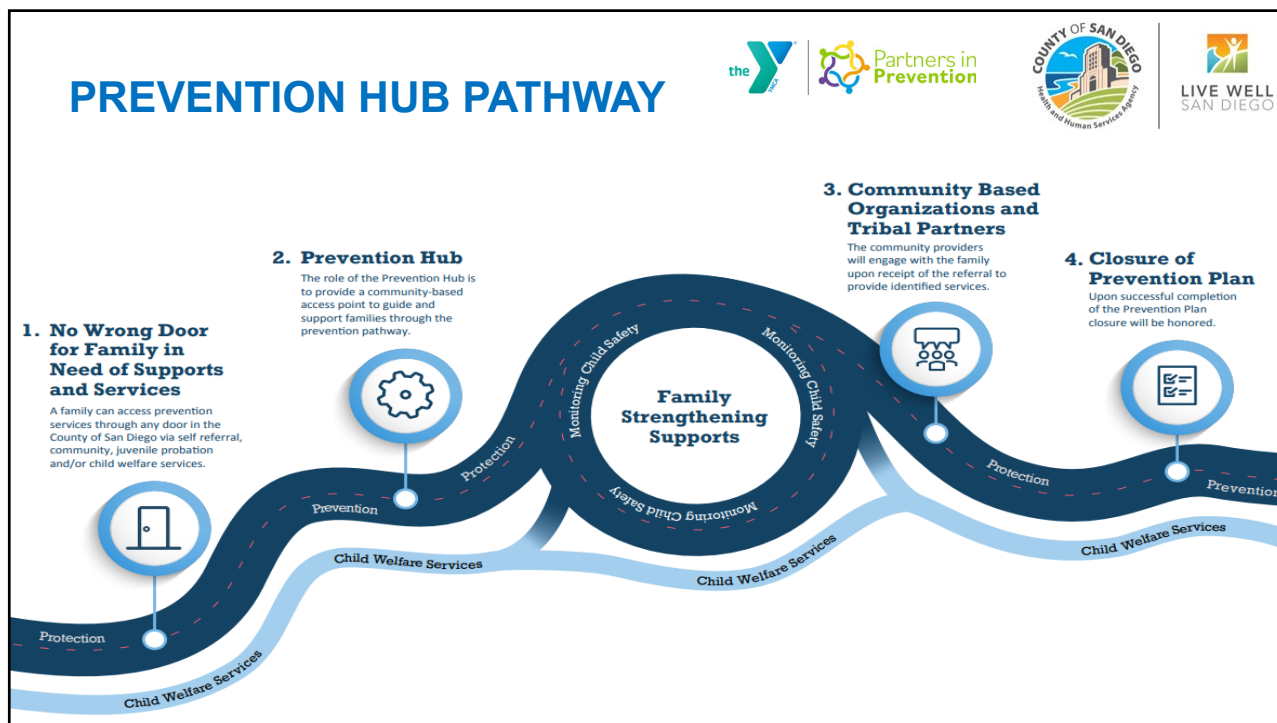 PREVENTION HUB PATHWAY
the
YMCA
Partners in
Prevention
COUNTY OF SAN DIEGO
Health and Human Services Agency
LIVE WELL
SAN DIEGO
1. No Wrong Door
for Family in
Need of Supports
and Services
A family can access prevention
services through any door in the
County of San Diego via self referral,
community, juvenile probation
and/or child welfare services.
2. Prevention Hub
The role of the Prevention Hub is
to provide a community-based
access point to guide and
support families through the
prevention pathway.
3. Community Based
Organizations and
Tribal Partners
The community providers
will engage with the family
upon receipt of the referral to
provide identified services.
4. Closure of
Prevention Plan
Upon successful completion
of the Prevention Plan
closure will be honored.
Protection
Prevention
Protection
Monitoring Child Safety
Monitoring Child Safety
Monitoring Child Safety
Family
Strengthening
Supports
Protection
Prevention
Child Welfare Services
Child Welfare Services
Child Welfare Services
Child Welfare Services